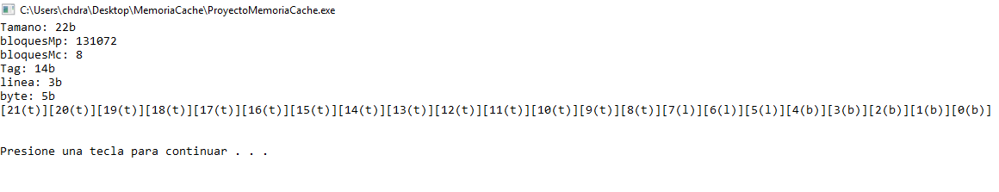 C:\Users\chdra\Desktop\MemoriaCache\ProyectoMemoriaCache.exe
Tamano: 22b
bloquesMp: 131072
bloquesMc: 8
Tag: 14b
linea: 3b
byte: 5b
[21(t)][20(t)][19(t)][18(t)][17(t)][16(t)][15(t)][14(t)][13(t)][12(t)][11(t)][10(t)][9(t)][8(t)][7(l)][6(l)][5(l)][4(b)][3(b)][2(b)][1(b)][0(b)]
Presione una tecla para continuar . . .